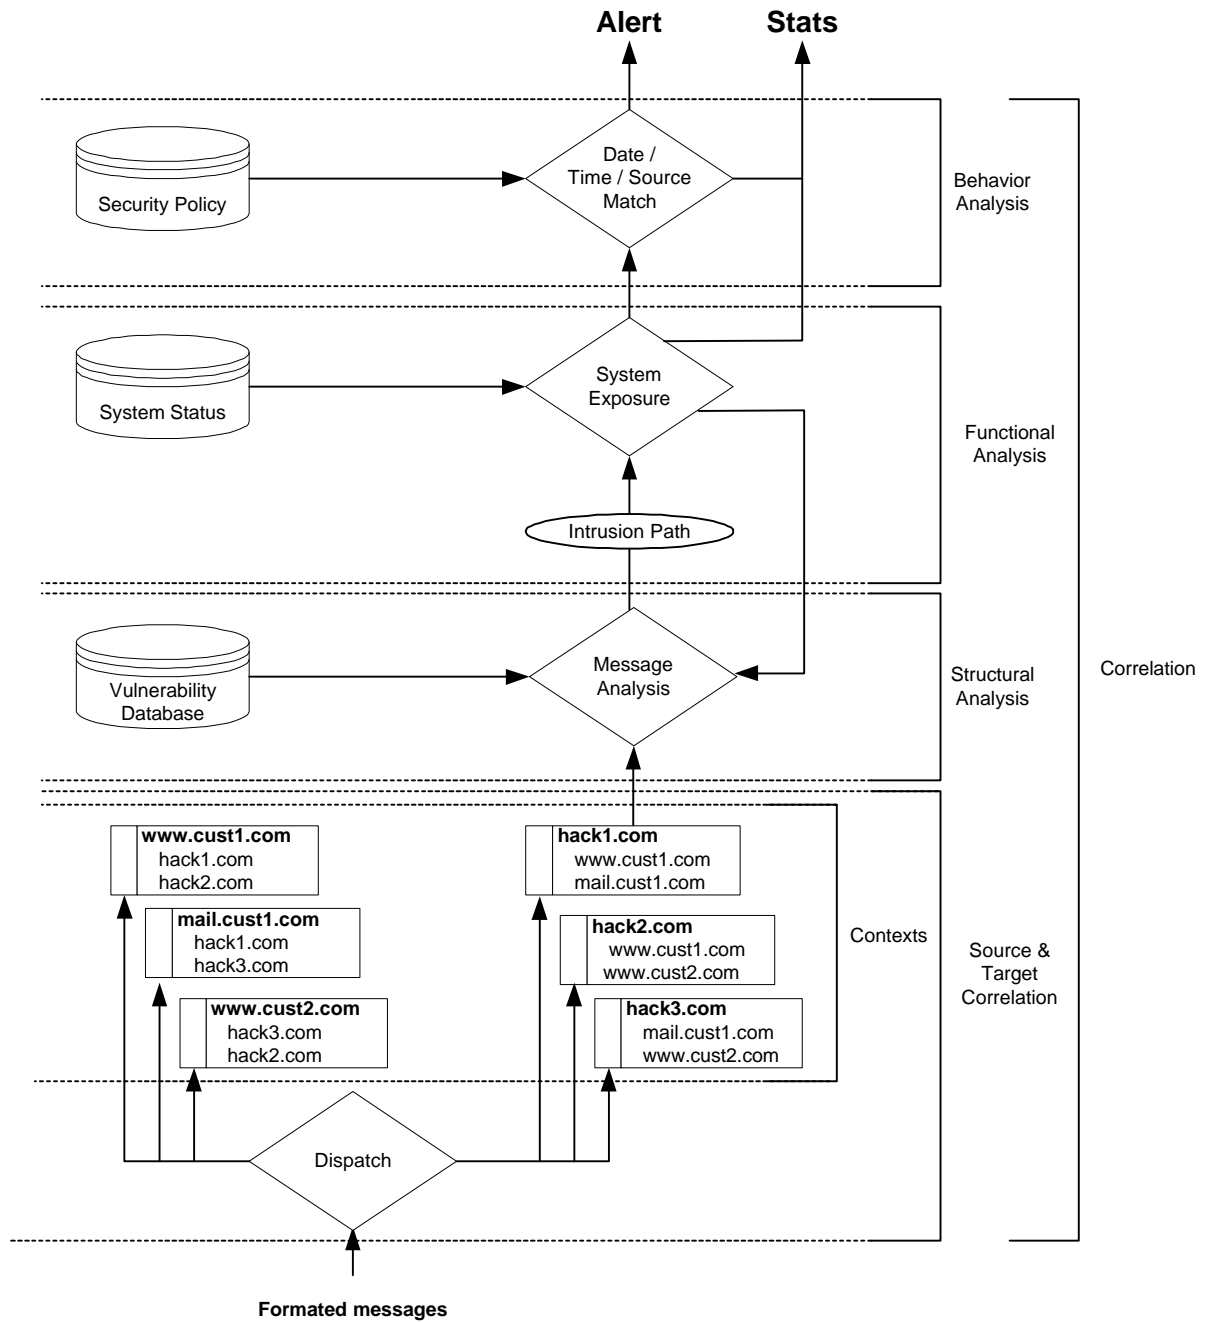 Alert
Stats
Date /
Time / Source
Match
Security Policy
Behavior
Analysis
System
Exposure
System Status
Functional
Analysis
Intrusion Path
Message
Analysis
Vulnerability
Database
Structural
Analysis
Correlation
www.cust1.com
hack1.com
hack2.com
mail.cust1.com
hack1.com
hack3.com
www.cust2.com
hack3.com
hack2.com
hack1.com
www.cust1.com
mail.cust1.com
hack2.com
www.cust1.com
www.cust2.com
hack3.com
mail.cust1.com
www.cust2.com
Contexts
Source &
Target
Correlation
Dispatch
Formated messages